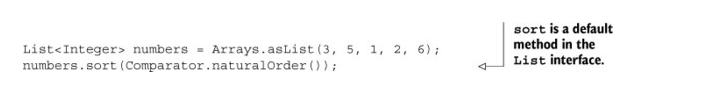 List<Integer> numbers = Arrays.asList(3, 5, 1, 2, 6);
numbers.sort(Comparator.naturalOrder());
sort is a default
method in the
List interface.